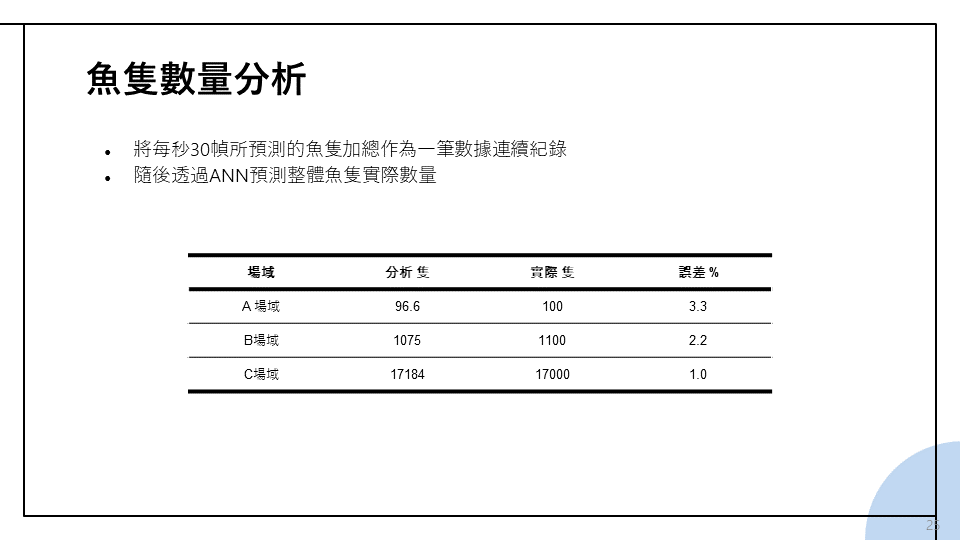 魚隻數量分析
將每秒30幀所預測的魚隻加總作為一筆數據連續紀錄
隨後透過ANN預測整體魚隻實際數量
場域 分析 隻 實際 隻 誤差 %
A 場域 96.6 100 3.3
B場域 1075 1100 2.2
C場域 17184 17000 1.0
25